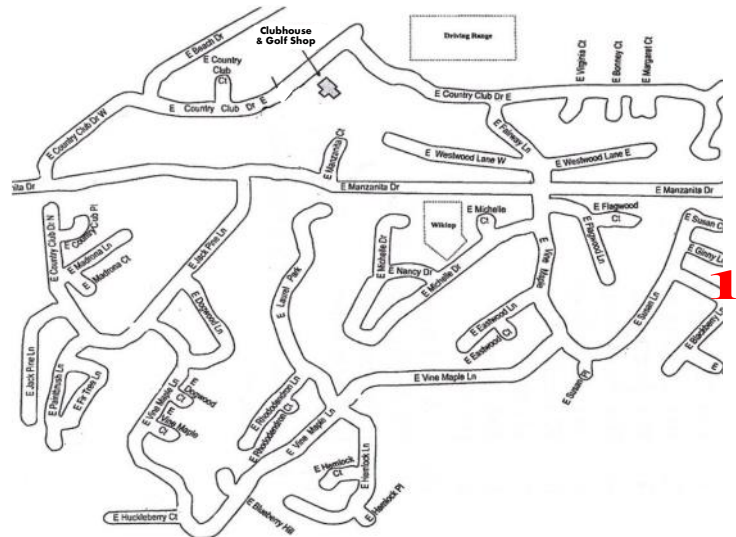 E Beach Dr
Clubhouse
& Golf Shop
Driving Range
E Country
Club
Ct
E Country Club Dr W
E Country Club Dr E
E Country Club Dr E
E Virginia Ct
E Bonney Ct
E Margaret Ct
E Fairway Ln
E Westwood Lane W
E Westwood Lane E
E Manzanita Ct
nita Dr
E Manzanita Dr
E Manzanita Dr
E Country Club Dr N
E Country Club Pl
E Madrona Ln
E Madrona Ct
E Jack Pine Ln
E Laurel Park
E Michelle Dr
Wiktop
E Michelle
Ct
E Nancy Dr
E Michelle Dr
E Vine Maple
E Flagwood
Ct
E Flagwood Ln
E Susan C
E Ginny L
1
E Susan Ln
E Blackberry Ln
E
E Jack Pine Ln
E Paintbrush Ln
E Fir Tree Ln
E Dogwood Ln
E Vine Maple Ln
E
Dogwood
Ct
E
Vine Maple
Ct
E Eastwood Ln
E Eastwood
Ct
E Susan Pl
E Vine Maple Ln
E Rhododendron Ln
E Rhododendron
Ct
E Vine Maple Ln
E Hemlock
Ct
E Hemlock Ln
E Hemlock Pl
E Huckleberry Ct
E Blueberry Hill